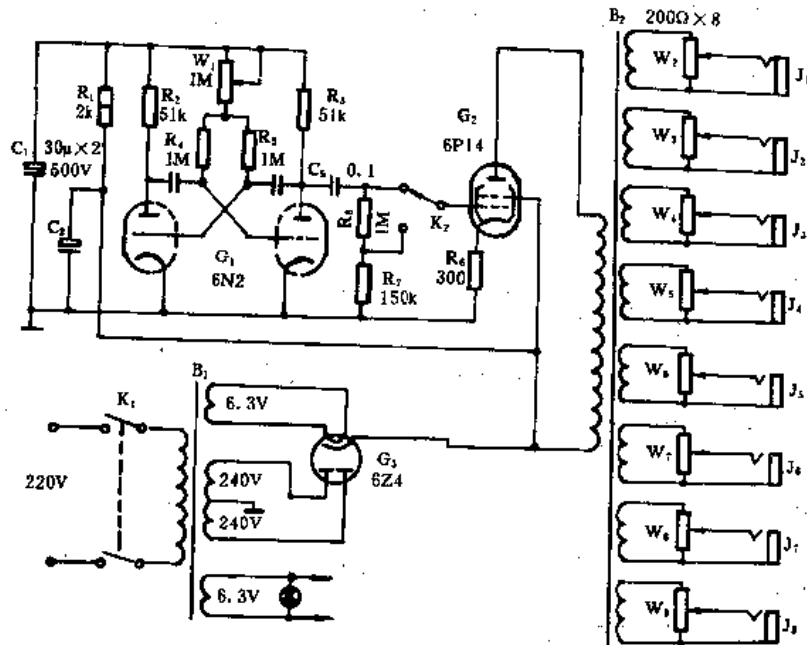 B₂ 200Ω×8
W₁
1M
R₁
2k
R₂
51k
R₃
51k
G₂
6P14
W₂
J₁
R₄
1M
R₅
1M
C₁ 30μ×2
500V
C₅ 0.1
W₃
J₂
C₂
R₈
1M
K₂
W₄
J₃
G₁
6N2
R₇
150k
R₆
300
W₅
J₄
B₁
K₁
6.3V
W₆
J₅
G₃
6Z4
220V
240V
240V
W₇
J₆
W₈
J₇
6.3V
W₉
J₈